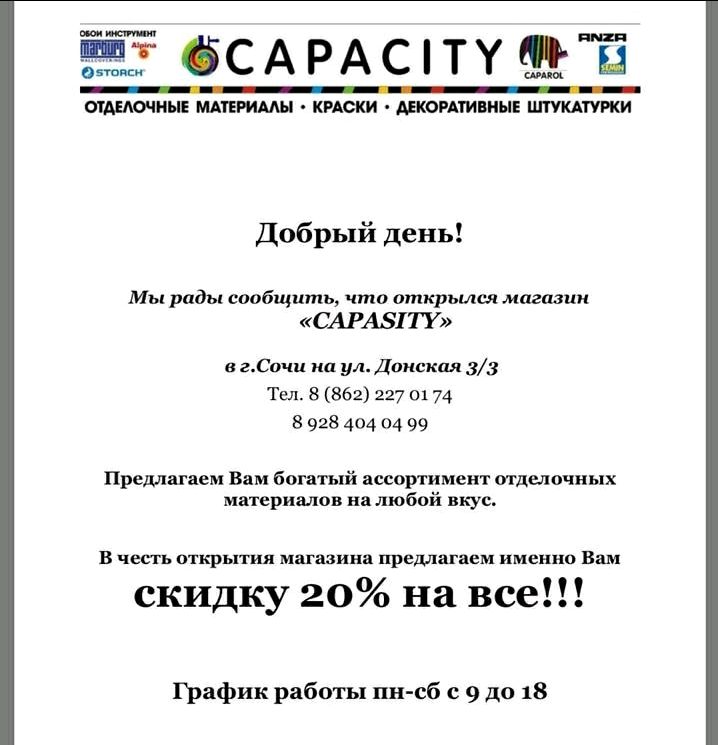 ОБОИ ИНСТРУМЕНТ
marburg Alpina
WALLCOVERINGS
STORCH
CAPACITY
CAPAROL
ANZA
SEMIN
ОТДЕЛОЧНЫЕ МАТЕРИАЛЫ • КРАСКИ • ДЕКОРАТИВНЫЕ ШТУКАТУРКИ
Добрый день!
Мы рады сообщить, что открылся магазин
«CAPASITY»
в г.Сочи на ул. Донская 3/3
Тел. 8 (862) 227 01 74
8 928 404 04 99
Предлагаем Вам богатый ассортимент отделочных
материалов на любой вкус.
В честь открытия магазина предлагаем именно Вам
скидку 20% на все!!!
График работы пн-сб с 9 до 18